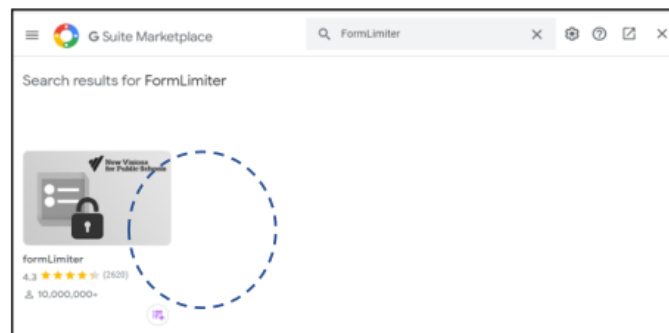 G Suite Marketplace
FormLimiter
Search results for FormLimiter
New Visions
for Public Schools
formLimiter
4.3 (2620)
10,000,000+